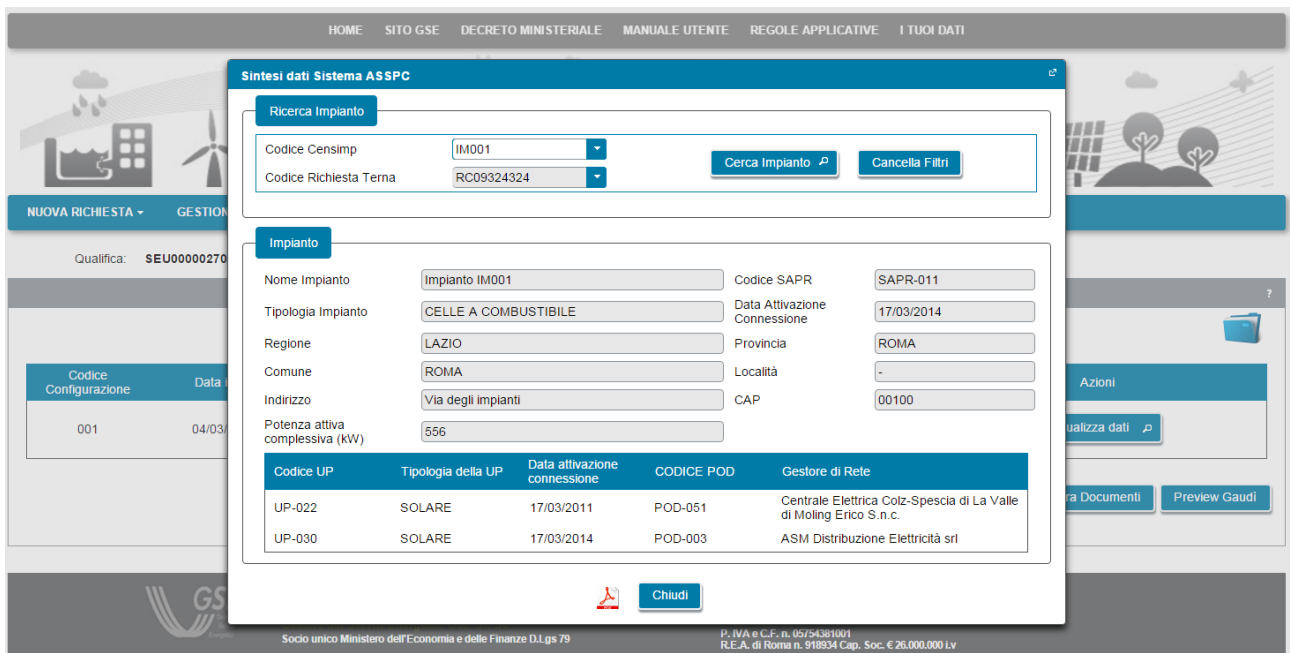 HOME SITO GSE DECRETO MINISTERIALE MANUALE UTENTE REGOLE APPLICATIVE I TUOI DATI
Sintesi dati Sistema ASSPC
Ricerca Impianto
Codice Censimp IM001
Cerca Impianto Cancella Filtri
Codice Richiesta Terna RC09324324
NUOVA RICHIESTA GESTION
Impianto
Qualifica: SEU00000270
Nome Impianto Impianto IM001 Codice SAPR SAPR-011
?
Tipologia Impianto CELLE A COMBUSTIBILE Data Attivazione Connessione 17/03/2014
Regione LAZIO Provincia ROMA
Comune ROMA Località -
Codice Configurazione Data Azioni
Indirizzo Via degli impianti CAP 00100
001 04/03/ ualizza dati
Potenza attiva complessiva (kW) 556
Codice UP Tipologia della UP Data attivazione connessione CODICE POD Gestore di Rete
UP-022 SOLARE 17/03/2011 POD-051 Centrale Elettrica Colz-Spescia di La Valle di Moling Erico S.n.c.
ra Documenti Preview Gaudì
UP-030 SOLARE 17/03/2014 POD-003 ASM Distribuzione Elettricità srl
Chiudi
GS
Socio unico Ministero dell'Economia e delle Finanze D.Lgs 79
P. IVA e C.F. n. 05754381001
R.E.A. di Roma n. 918934 Cap. Soc. € 26.000.000 i.v